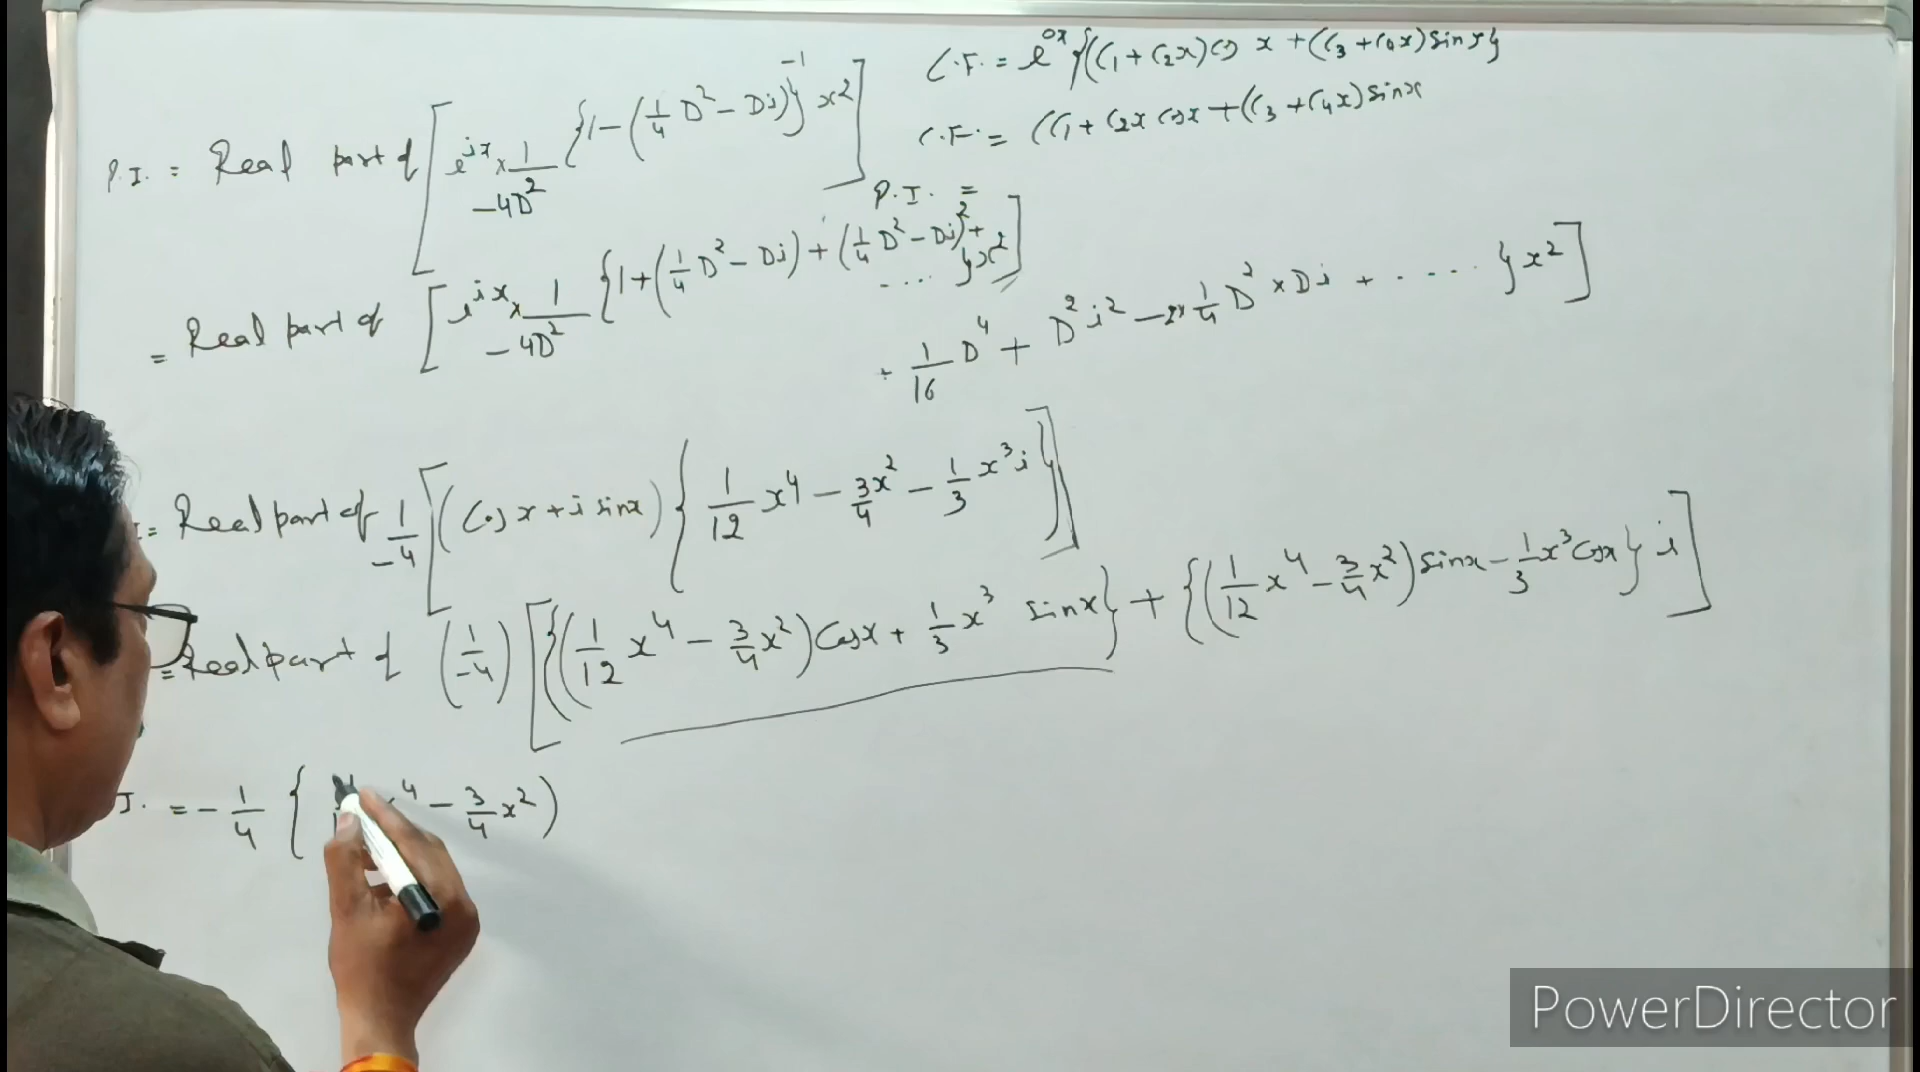 C.F. = e^{0x} {(C₁ + C₂x) cos x + (C₃ + C₄x) sin x}
C.F. = (C₁ + C₂x cos x + (C₃ + C₄x) sin x
P.I. = Real part of [e^{ix} × 1/(-4D²) {1 - (1/4 D² - Di)}^{-1} x²]
P.I. =
= Real part of [e^{ix} × 1/(-4D²) {1 + (1/4 D² - Di) + (1/4 D² - Di)² + .... } x²]
+ 1/16 D⁴ + D² i² - 2 × 1/4 D² × Di + ..... } x²]
= Real part of 1/-4 [(cos x + i sin x) {1/12 x⁴ - 3/4 x² - 1/3 x³ i}]
= Real part of (1/-4) [{(1/12 x⁴ - 3/4 x²) cos x + 1/3 x³ sin x} + {(1/12 x⁴ - 3/4 x²) sin x - 1/3 x³ cos x} i]
I. = - 1/4 { x⁴ - 3/4 x²)
PowerDirector